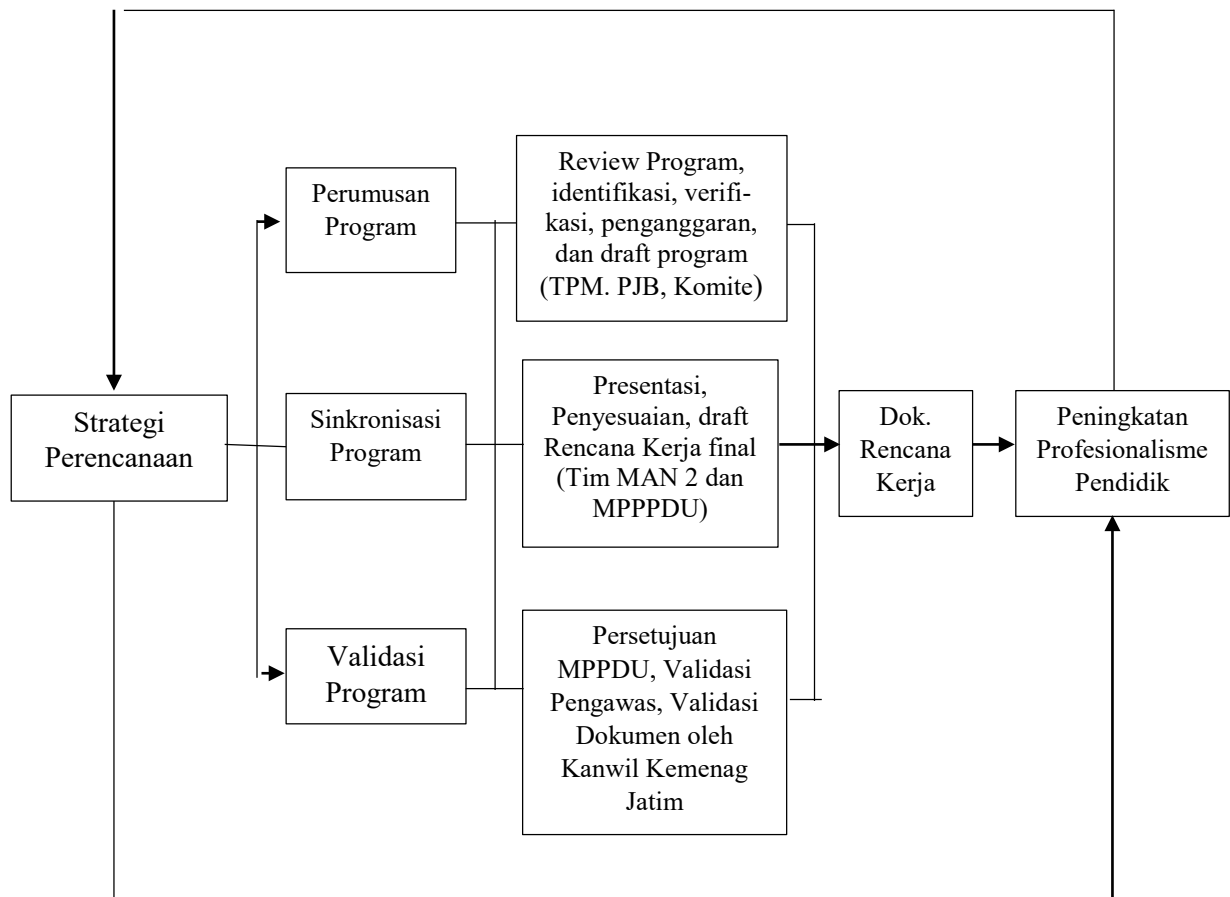 Strategi
Perencanaan
Perumusan
Program
Sinkronisasi
Program
Validasi
Program
Review Program,
identifikasi, verifi-
kasi, penganggaran,
dan draft program
(TPM. PJB, Komite)
Presentasi,
Penyesuaian, draft
Rencana Kerja final
(Tim MAN 2 dan
MPPPDU)
Persetujuan
MPPDU, Validasi
Pengawas, Validasi
Dokumen oleh
Kanwil Kemenag
Jatim
Dok.
Rencana
Kerja
Peningkatan
Profesionalisme
Pendidik